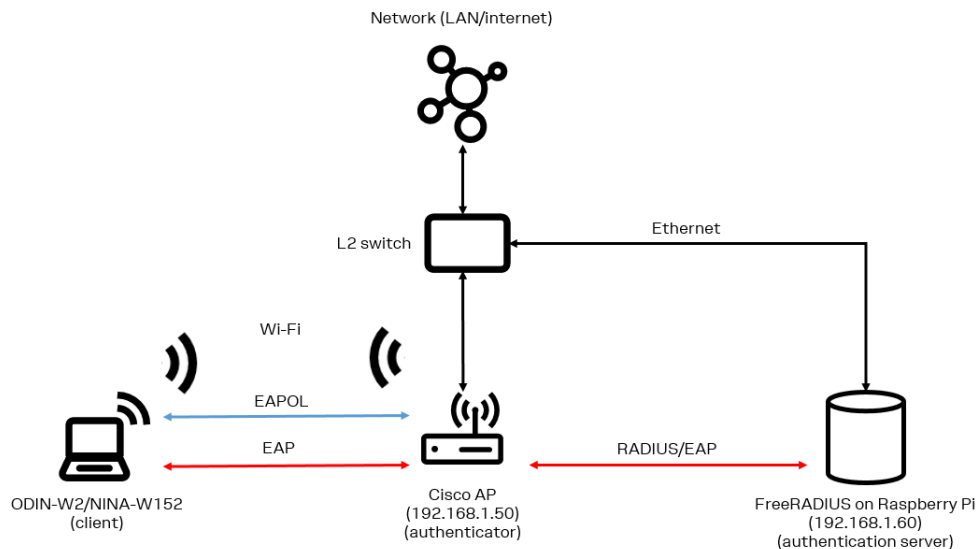 Network (LAN/internet)
L2 switch
Ethernet
Wi-Fi
EAPOL
EAP
RADIUS/EAP
ODIN-W2/NINA-W152
(client)
Cisco AP
(192.168.1.50)
(authenticator)
FreeRADIUS on Raspberry Pi
(192.168.1.60)
(authentication server)